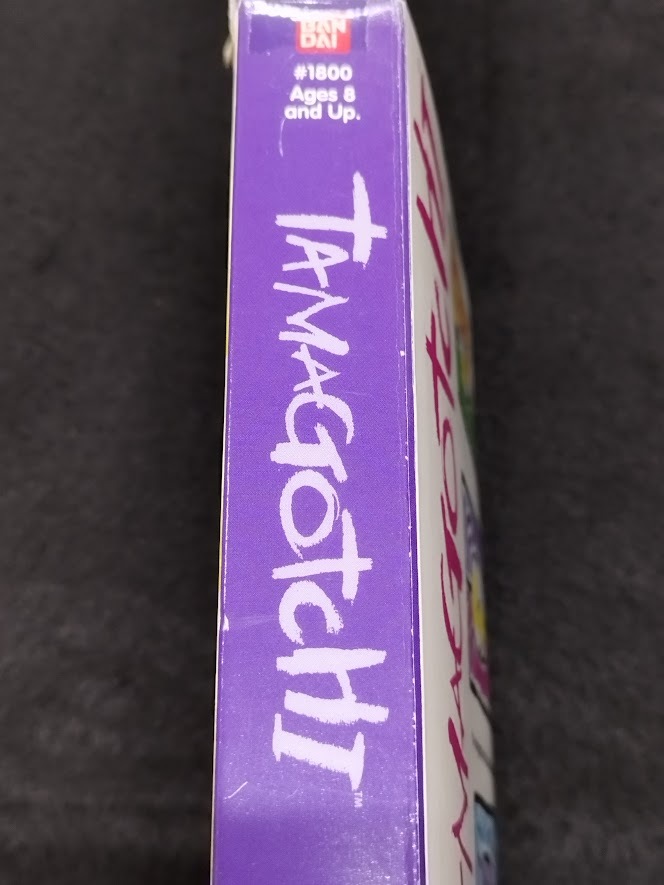 BAN
DAI
#1800
Ages 8
and Up.
TAMAGOTCHI™